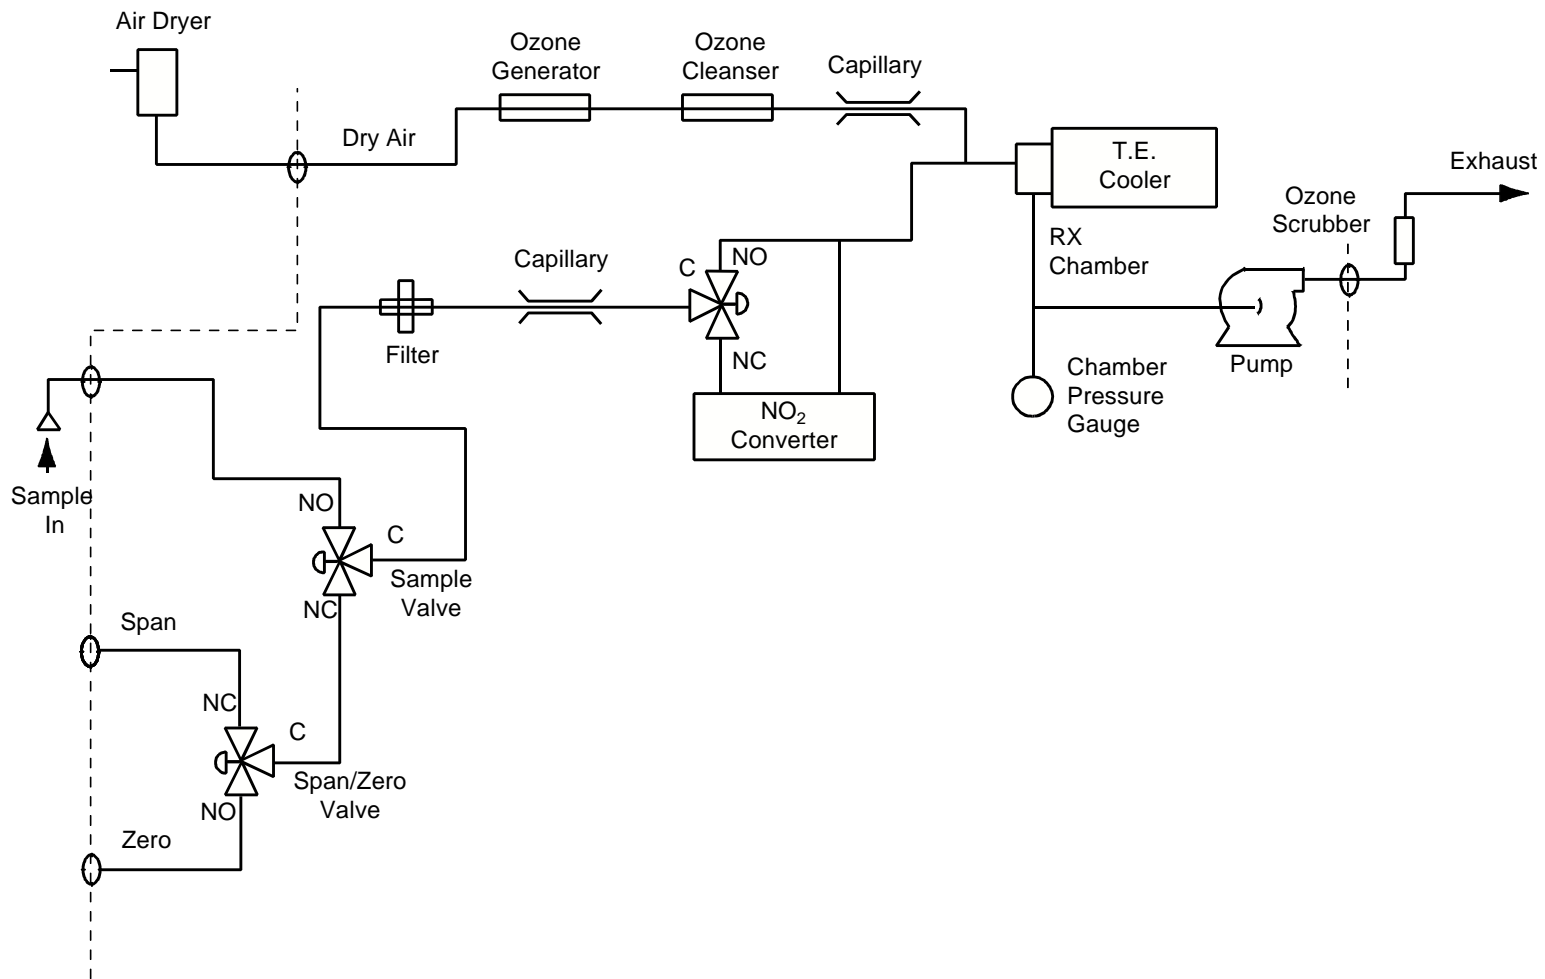 Air Dryer
Ozone
Generator
Ozone
Cleanser
Capillary
Dry Air
T.E.
Cooler
Exhaust
Ozone
Scrubber
RX
Chamber
Capillary
C
NO
Filter
NC
Pump
Chamber
Pressure
Gauge
NO₂
Converter
Sample
In
NO
C
Sample
Valve
NC
Span
NC
C
Span/Zero
Valve
NO
Zero